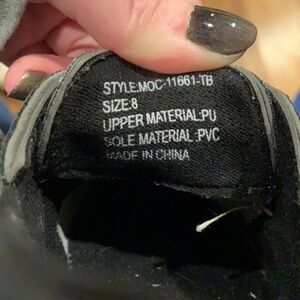 STYLE:MOC-11661-TB
SIZE:8
UPPER MATERIAL:PU
SOLE MATERIAL:PVC
MADE IN CHINA